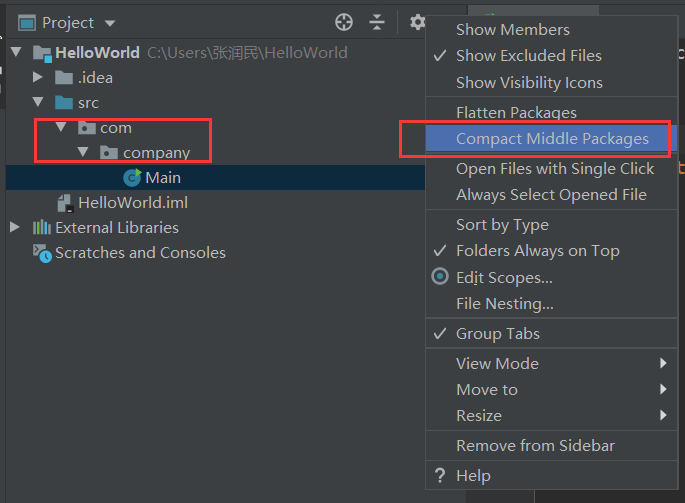 Project
HelloWorld C:\Users\张润民\HelloWorld
.idea
src
com
company
Main
HelloWorld.iml
External Libraries
Scratches and Consoles
Show Members
Show Excluded Files
Show Visibility Icons
Flatten Packages
Compact Middle Packages
Open Files with Single Click
Always Select Opened File
Sort by Type
Folders Always on Top
Edit Scopes...
File Nesting...
Group Tabs
View Mode
Move to
Resize
Remove from Sidebar
? Help